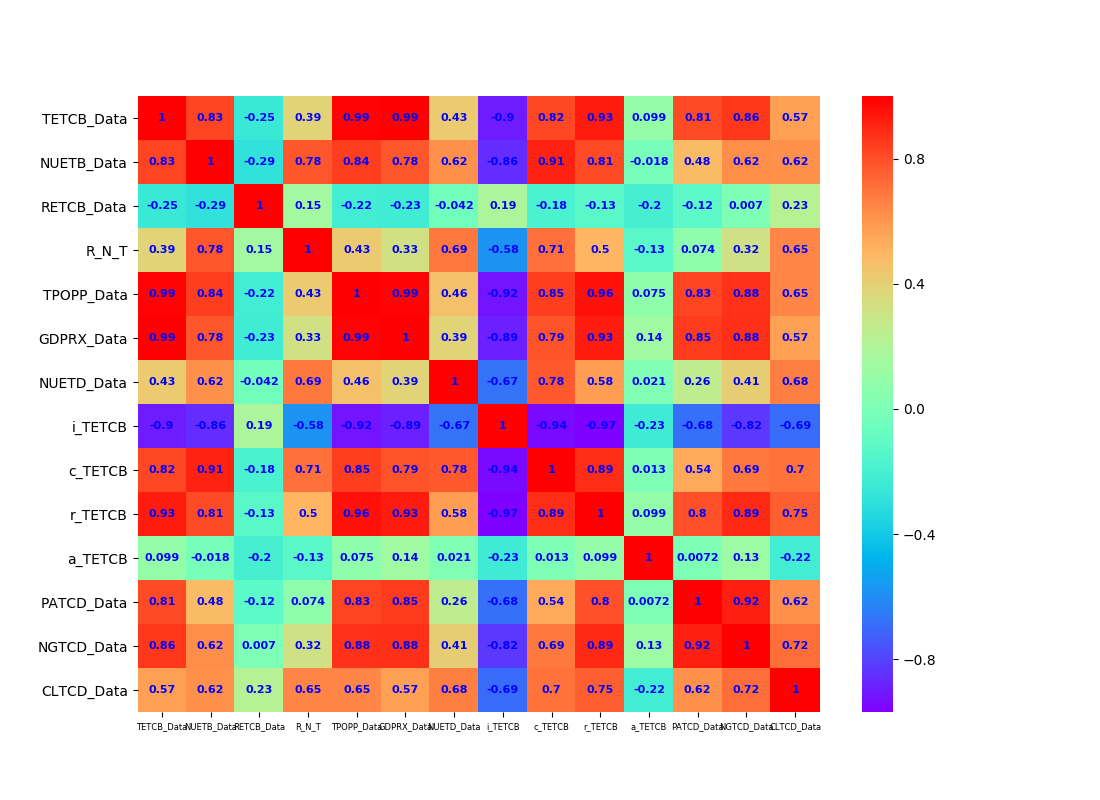 TETCB_Data 1 0.83 -0.25 0.39 0.99 0.99 0.43 -0.9 0.82 0.93 0.099 0.81 0.86 0.57
NUETB_Data 0.83 1 -0.29 0.78 0.84 0.78 0.62 -0.86 0.91 0.81 -0.018 0.48 0.62 0.62
RETCB_Data -0.25 -0.29 1 0.15 -0.22 -0.23 -0.042 0.19 -0.18 -0.13 -0.2 -0.12 0.007 0.23
R_N_T 0.39 0.78 0.15 1 0.43 0.33 0.69 -0.58 0.71 0.5 -0.13 0.074 0.32 0.65
TPOPP_Data 0.99 0.84 -0.22 0.43 1 0.99 0.46 -0.92 0.85 0.96 0.075 0.83 0.88 0.65
GDPRX_Data 0.99 0.78 -0.23 0.33 0.99 1 0.39 -0.89 0.79 0.93 0.14 0.85 0.88 0.57
NUETD_Data 0.43 0.62 -0.042 0.69 0.46 0.39 1 -0.67 0.78 0.58 0.021 0.26 0.41 0.68
i_TETCB -0.9 -0.86 0.19 -0.58 -0.92 -0.89 -0.67 1 -0.94 -0.97 -0.23 -0.68 -0.82 -0.69
c_TETCB 0.82 0.91 -0.18 0.71 0.85 0.79 0.78 -0.94 1 0.89 0.013 0.54 0.69 0.7
r_TETCB 0.93 0.81 -0.13 0.5 0.96 0.93 0.58 -0.97 0.89 1 0.099 0.8 0.89 0.75
a_TETCB 0.099 -0.018 -0.2 -0.13 0.075 0.14 0.021 -0.23 0.013 0.099 1 0.0072 0.13 -0.22
PATCD_Data 0.81 0.48 -0.12 0.074 0.83 0.85 0.26 -0.68 0.54 0.8 0.0072 1 0.92 0.62
NGTCD_Data 0.86 0.62 0.007 0.32 0.88 0.88 0.41 -0.82 0.69 0.89 0.13 0.92 1 0.72
CLTCD_Data 0.57 0.62 0.23 0.65 0.65 0.57 0.68 -0.69 0.7 0.75 -0.22 0.62 0.72 1
TETCB_Data NUETB_Data RETCB_Data R_N_T TPOPP_Data GDPRX_Data NUETD_Data i_TETCB c_TETCB r_TETCB a_TETCB PATCD_Data NGTCD_Data CLTCD_Data
0.8
0.4
0.0
−0.4
−0.8